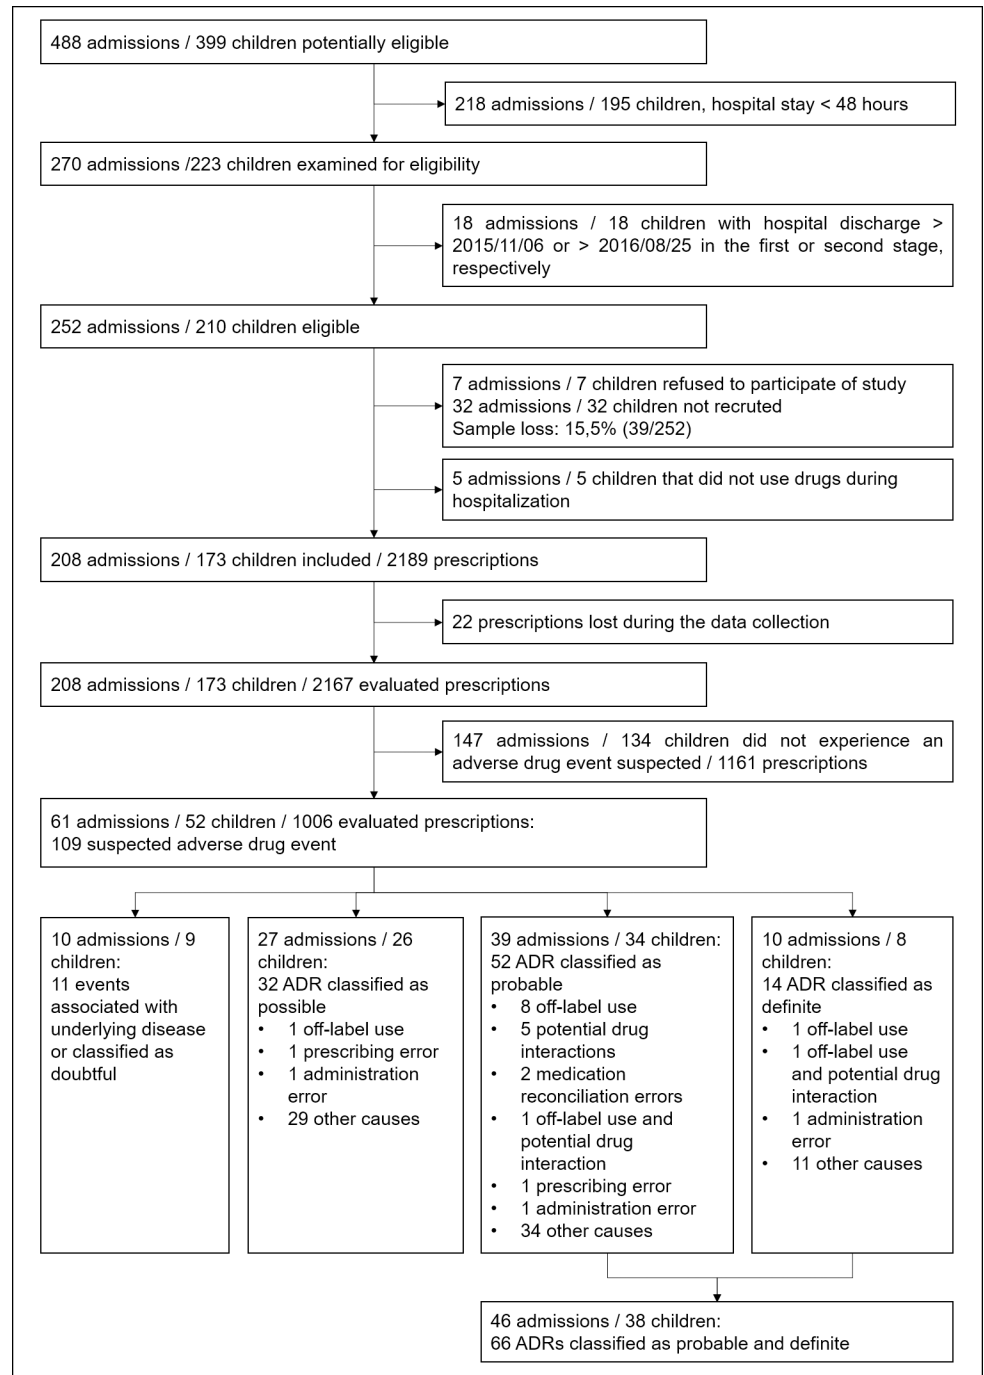 488 admissions / 399 children potentially eligible
218 admissions / 195 children, hospital stay < 48 hours
270 admissions /223 children examined for eligibility
18 admissions / 18 children with hospital discharge >
2015/11/06 or > 2016/08/25 in the first or second stage,
respectively
252 admissions / 210 children eligible
7 admissions / 7 children refused to participate of study
32 admissions / 32 children not recruted
Sample loss: 15,5% (39/252)
5 admissions / 5 children that did not use drugs during
hospitalization
208 admissions / 173 children included / 2189 prescriptions
22 prescriptions lost during the data collection
208 admissions / 173 children / 2167 evaluated prescriptions
147 admissions / 134 children did not experience an
adverse drug event suspected / 1161 prescriptions
61 admissions / 52 children / 1006 evaluated prescriptions:
109 suspected adverse drug event
10 admissions / 9
children:
11 events
associated with
underlying disease
or classified as
doubtful
27 admissions / 26
children:
32 ADR classified as
possible
• 1 off-label use
• 1 prescribing error
• 1 administration
error
• 29 other causes
39 admissions / 34 children:
52 ADR classified as
probable
• 8 off-label use
• 5 potential drug
interactions
• 2 medication
reconciliation errors
• 1 off-label use and
potential drug
interaction
• 1 prescribing error
• 1 administration error
• 34 other causes
10 admissions / 8
children:
14 ADR classified as
definite
• 1 off-label use
• 1 off-label use
and potential drug
interaction
• 1 administration
error
• 11 other causes
46 admissions / 38 children:
66 ADRs classified as probable and definite